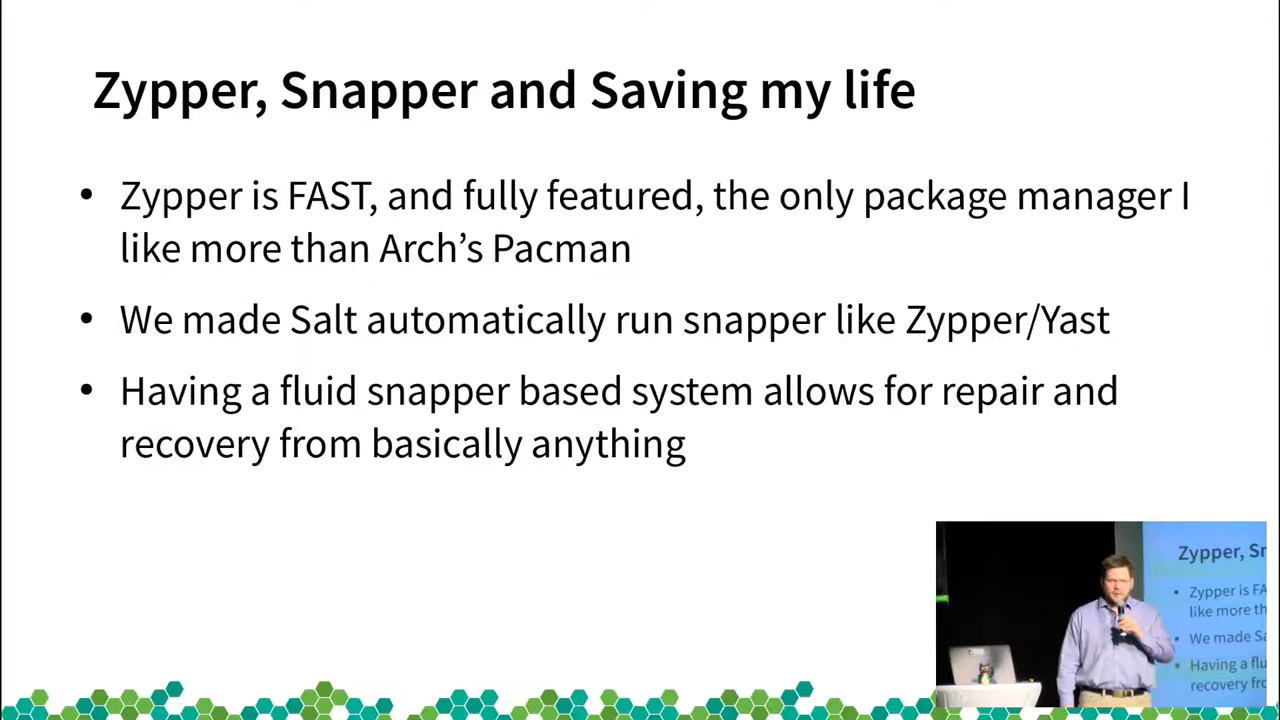 Zypper, Snapper and Saving my life
• Zypper is FAST, and fully featured, the only package manager I
like more than Arch’s Pacman
• We made Salt automatically run snapper like Zypper/Yast
• Having a fluid snapper based system allows for repair and
recovery from basically anything
Zypper, Sn
• Zypper is FA
like more th
• We made Sa
• Having a flu
recovery fro